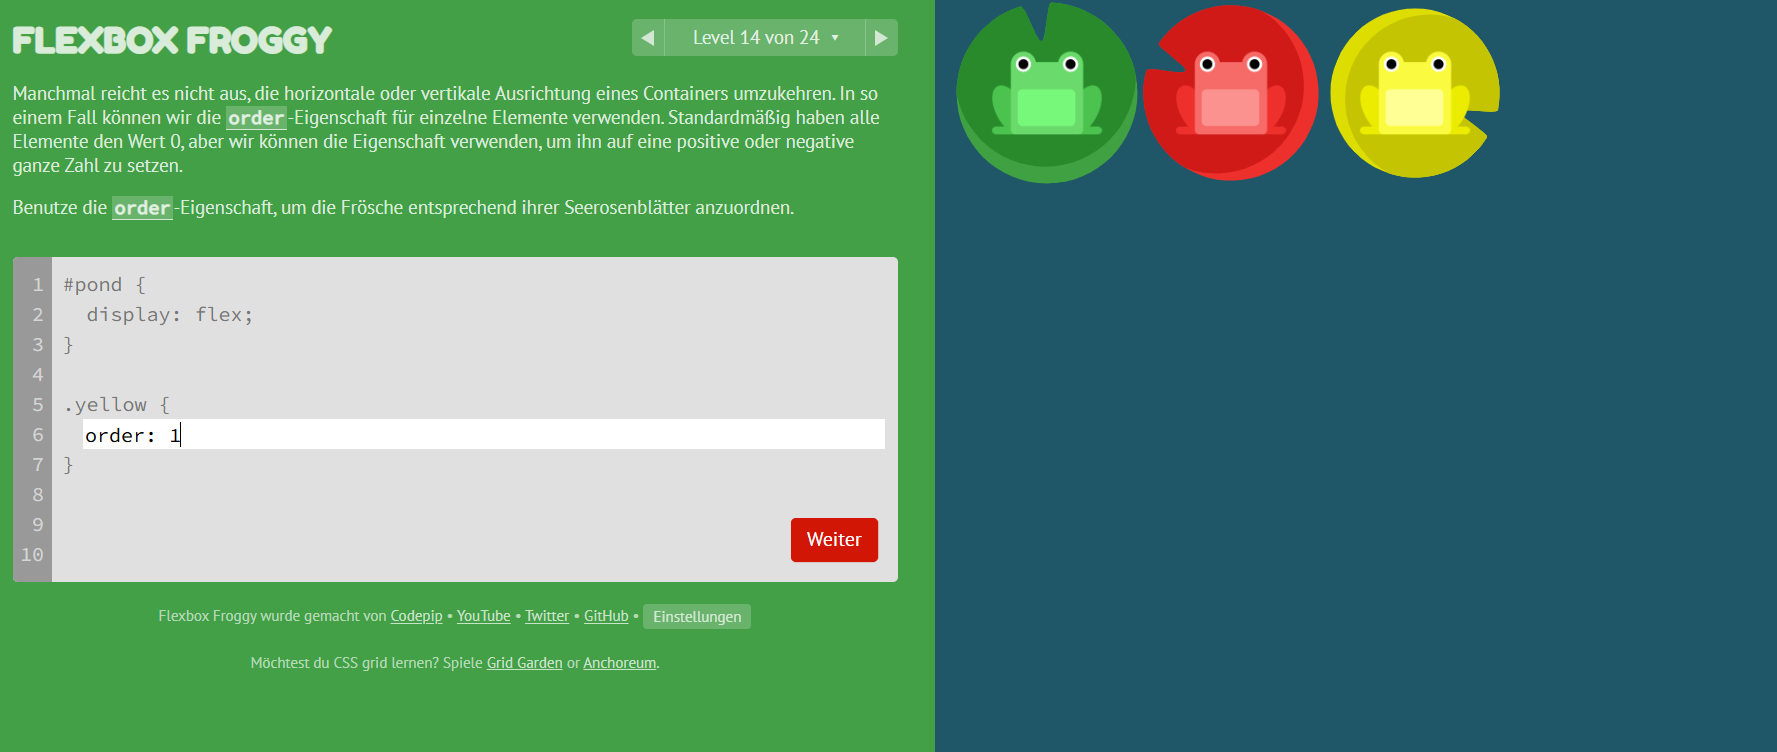 FLEXBOX FROGGY
Level 14 von 24
Manchmal reicht es nicht aus, die horizontale oder vertikale Ausrichtung eines Containers umzukehren. In so
einem Fall können wir die order-Eigenschaft für einzelne Elemente verwenden. Standardmäßig haben alle
Elemente den Wert 0, aber wir können die Eigenschaft verwenden, um ihn auf eine positive oder negative
ganze Zahl zu setzen.
Benutze die order-Eigenschaft, um die Frösche entsprechend ihrer Seerosenblätter anzuordnen.
1 #pond {
2 display: flex;
3 }
4
5 .yellow {
6 order: 1
7 }
8
9
10
Weiter
Flexbox Froggy wurde gemacht von Codepip • YouTube • Twitter • GitHub • Einstellungen
Möchtest du CSS grid lernen? Spiele Grid Garden or Anchoreum.